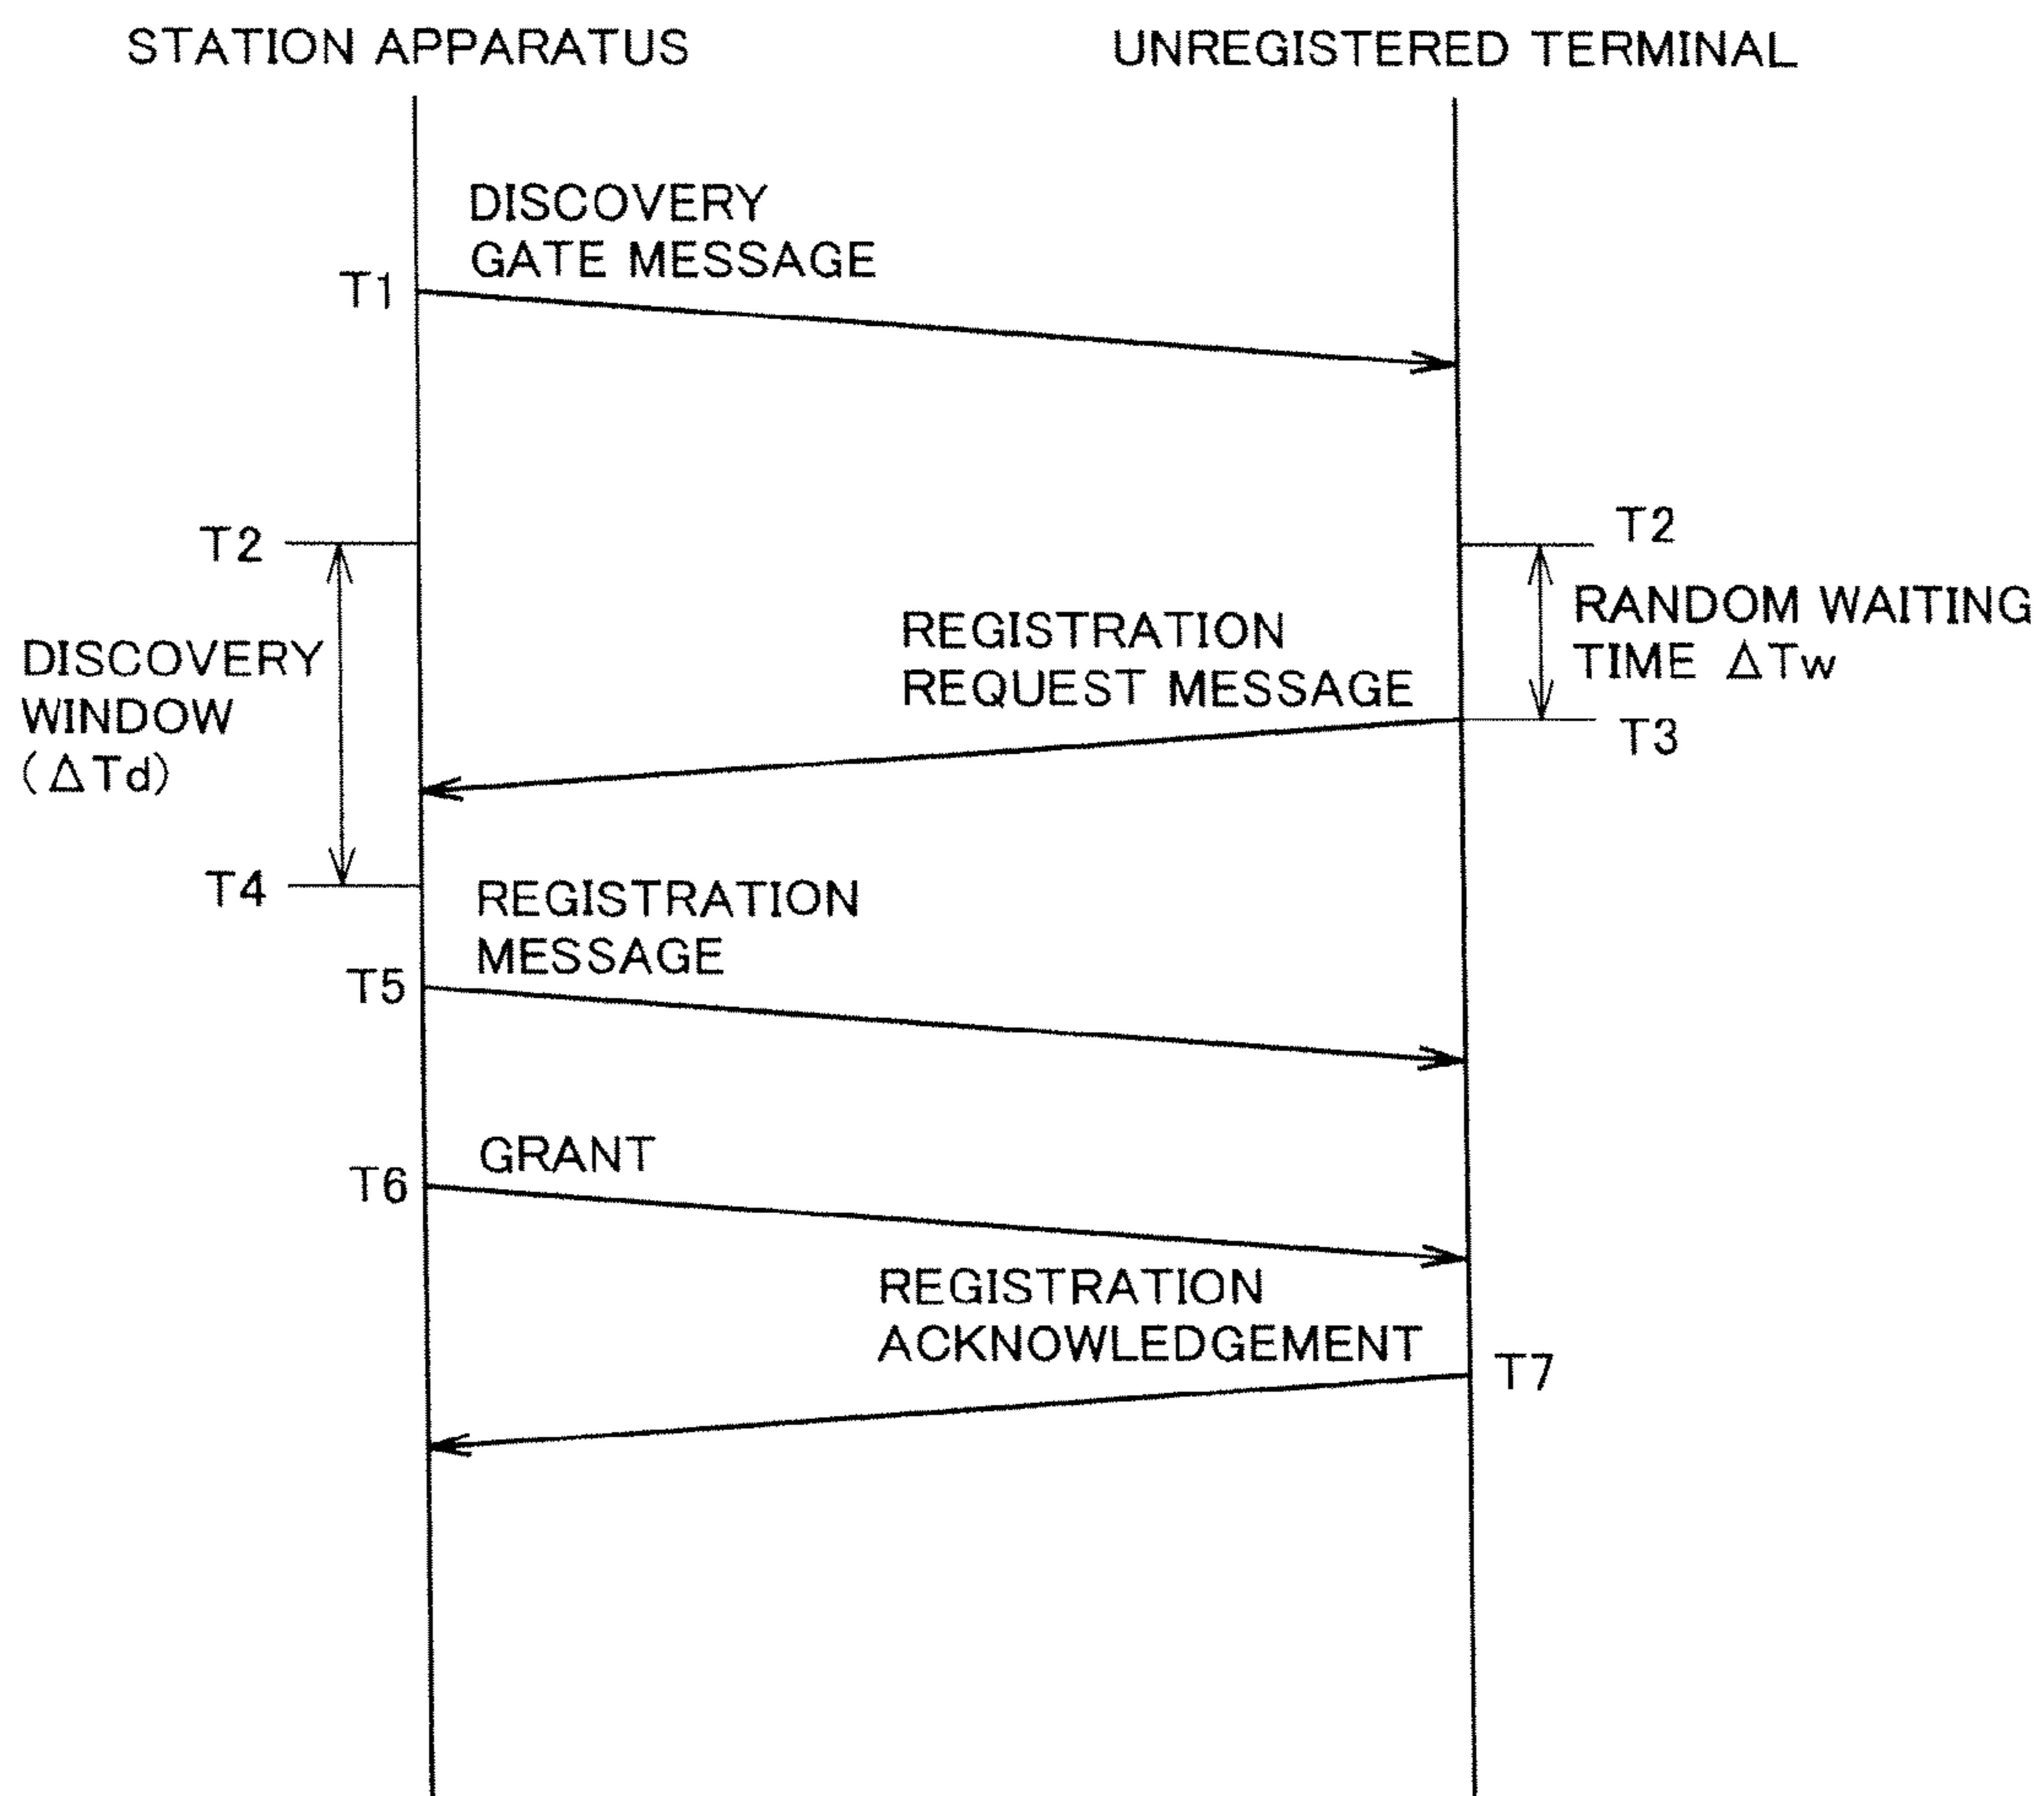 STATION APPARATUS
UNREGISTERED TERMINAL
DISCOVERY
GATE MESSAGE
T1
T2
T2
DISCOVERY
WINDOW
(ΔTd)
RANDOM WAITING
TIME ΔTw
REGISTRATION
REQUEST MESSAGE
T3
T4
REGISTRATION
MESSAGE
T5
GRANT
T6
REGISTRATION
ACKNOWLEDGEMENT
T7